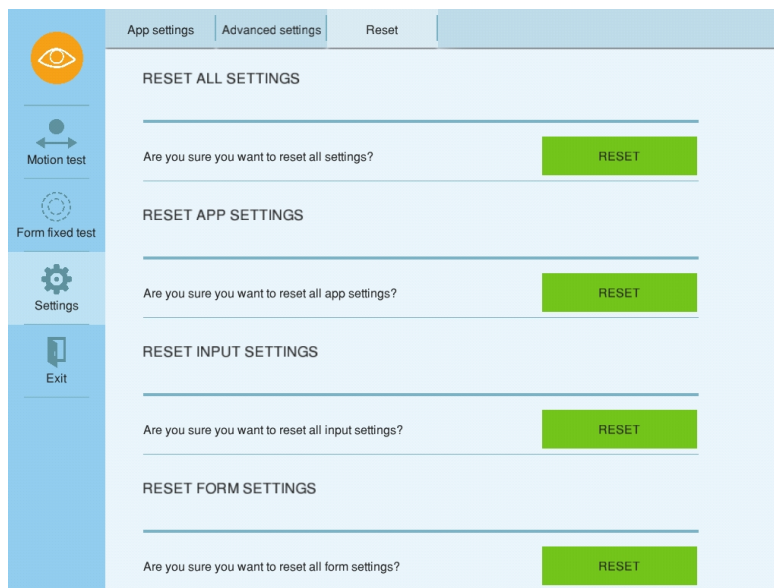 App settings
Advanced settings
Reset
Motion test
Form fixed test
Settings
Exit
RESET ALL SETTINGS
Are you sure you want to reset all settings?
RESET
RESET APP SETTINGS
Are you sure you want to reset all app settings?
RESET
RESET INPUT SETTINGS
Are you sure you want to reset all input settings?
RESET
RESET FORM SETTINGS
Are you sure you want to reset all form settings?
RESET